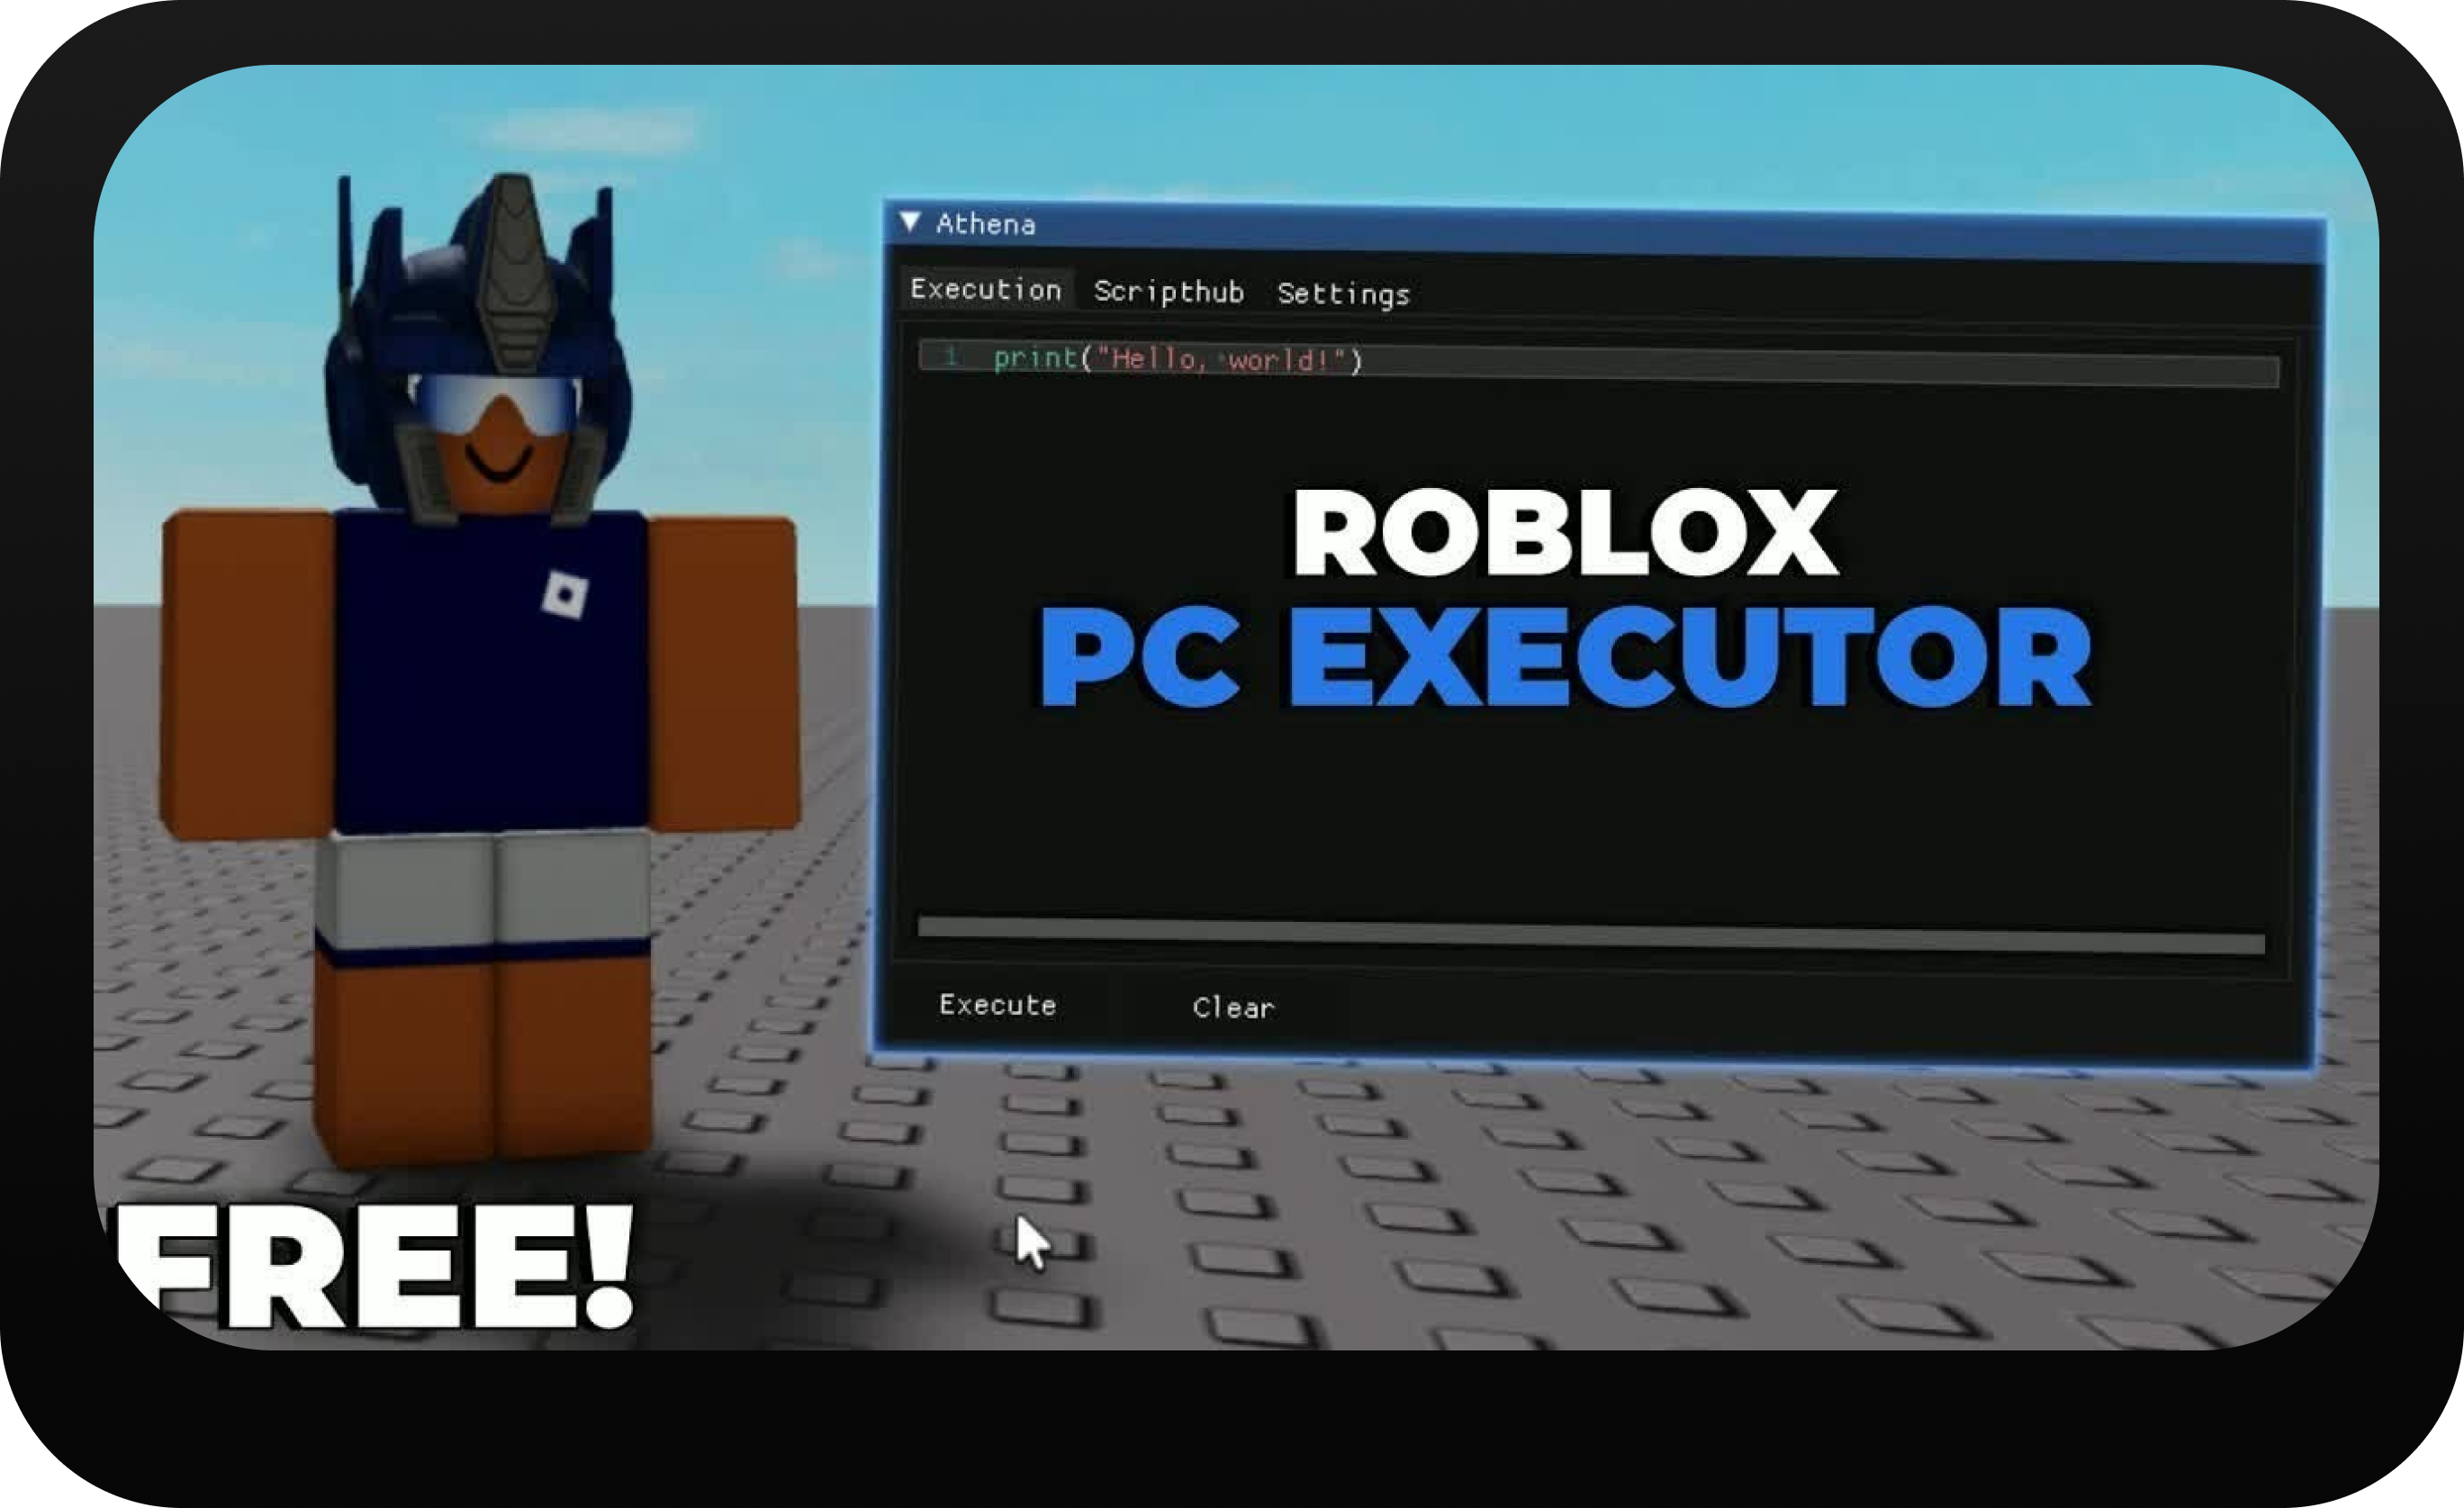 Athena
Execution Scripthub Settings
1 print("Hello, world!")
ROBLOX
PC EXECUTOR
Execute Clear
FREE!